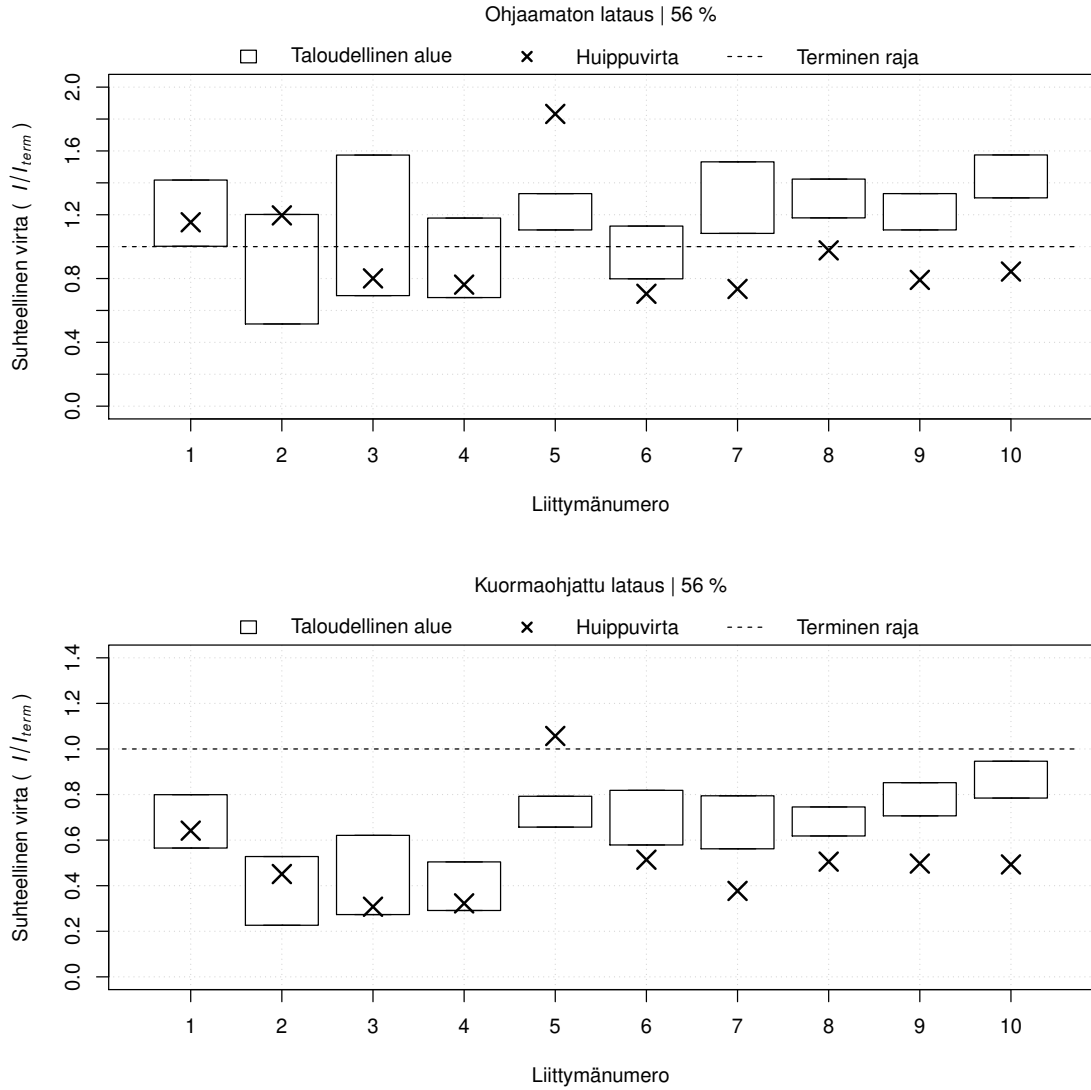 Ohjaamaton lataus | 56 %
Taloudellinen alue Huippuvirta Terminen raja
Suhteellinen virta ( I/Iterm )
2.0
1.6
1.2
0.8
0.4
0.0
1 2 3 4 5 6 7 8 9 10
Liittymänumero
Kuormaohjattu lataus | 56 %
Taloudellinen alue Huippuvirta Terminen raja
Suhteellinen virta ( I/Iterm )
1.4
1.2
1.0
0.8
0.6
0.4
0.2
0.0
1 2 3 4 5 6 7 8 9 10
Liittymänumero